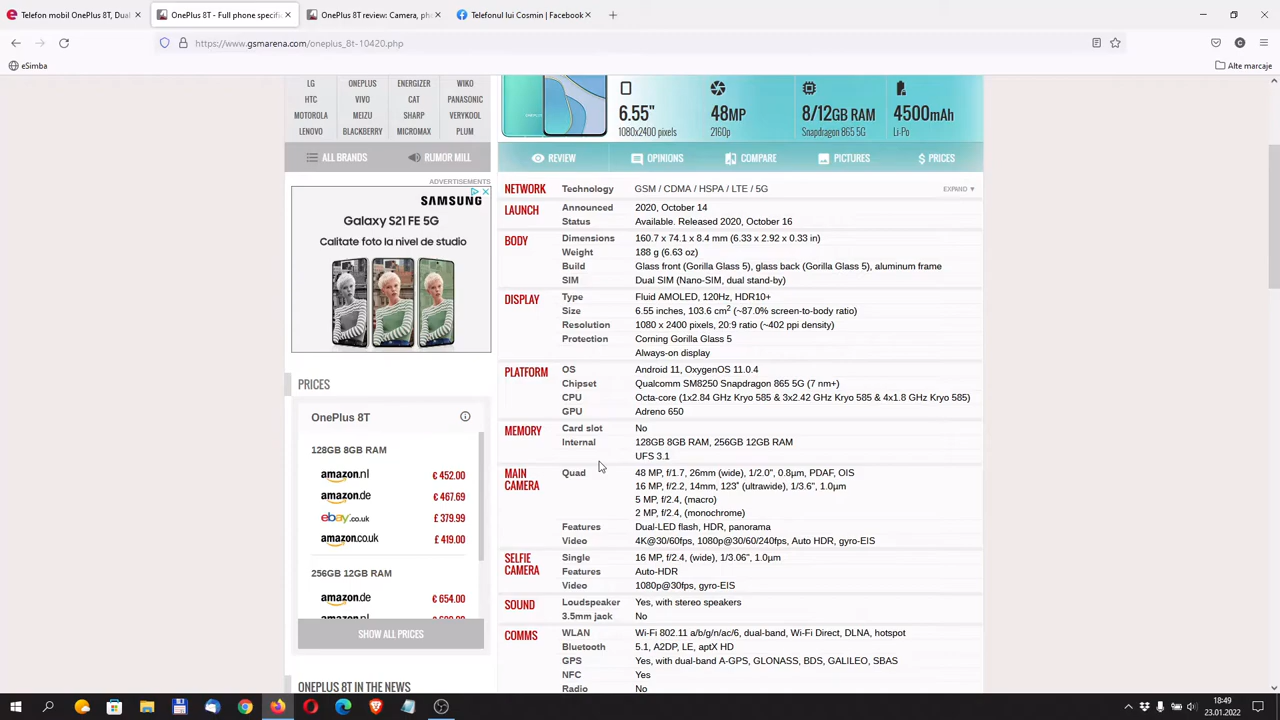 Telefon mobil OnePlus 8T, Dual
OnePlus 8T - Full phone specifi
OnePlus 8T review: Camera, ph
Telefonul lui Cosmin | Facebook
https://www.gsmarena.com/oneplus_8t-10420.php
eSimba
Alte marcaje
LG ONEPLUS ENERGIZER WIKO
HTC VIVO CAT PANASONIC
MOTOROLA MEIZU SHARP VERYKOOL
LENOVO BLACKBERRY MICROMAX PLUM
ALL BRANDS RUMOR MILL
6.55" 48MP 8/12GB RAM 4500mAh
1080x2400 pixels 2160p Snapdragon 865 5G Li-Po
REVIEW OPINIONS COMPARE PICTURES PRICES
ADVERTISEMENTS
SAMSUNG
Galaxy S21 FE 5G
Calitate foto la nivel de studio
PRICES
OnePlus 8T
128GB 8GB RAM
amazon.nl € 452.00
amazon.de € 467.69
ebay.co.uk £ 379.99
amazon.co.uk £ 419.00
256GB 12GB RAM
amazon.de € 654.00
SHOW ALL PRICES
ONEPLUS 8T IN THE NEWS
NETWORK Technology GSM / CDMA / HSPA / LTE / 5G EXPAND ▼
LAUNCH Announced 2020, October 14
Status Available. Released 2020, October 16
BODY Dimensions 160.7 x 74.1 x 8.4 mm (6.33 x 2.92 x 0.33 in)
Weight 188 g (6.63 oz)
Build Glass front (Gorilla Glass 5), glass back (Gorilla Glass 5), aluminum frame
SIM Dual SIM (Nano-SIM, dual stand-by)
DISPLAY Type Fluid AMOLED, 120Hz, HDR10+
Size 6.55 inches, 103.6 cm2 (~87.0% screen-to-body ratio)
Resolution 1080 x 2400 pixels, 20:9 ratio (~402 ppi density)
Protection Corning Gorilla Glass 5
Always-on display
PLATFORM OS Android 11, OxygenOS 11.0.4
Chipset Qualcomm SM8250 Snapdragon 865 5G (7 nm+)
CPU Octa-core (1x2.84 GHz Kryo 585 & 3x2.42 GHz Kryo 585 & 4x1.8 GHz Kryo 585)
GPU Adreno 650
MEMORY Card slot No
Internal 128GB 8GB RAM, 256GB 12GB RAM
UFS 3.1
MAIN CAMERA Quad 48 MP, f/1.7, 26mm (wide), 1/2.0", 0.8µm, PDAF, OIS
16 MP, f/2.2, 14mm, 123˚ (ultrawide), 1/3.6", 1.0µm
5 MP, f/2.4, (macro)
2 MP, f/2.4, (monochrome)
Features Dual-LED flash, HDR, panorama
Video 4K@30/60fps, 1080p@30/60/240fps, Auto HDR, gyro-EIS
SELFIE CAMERA Single 16 MP, f/2.4, (wide), 1/3.06", 1.0µm
Features Auto-HDR
Video 1080p@30fps, gyro-EIS
SOUND Loudspeaker Yes, with stereo speakers
3.5mm jack No
COMMS WLAN Wi-Fi 802.11 a/b/g/n/ac/6, dual-band, Wi-Fi Direct, DLNA, hotspot
Bluetooth 5.1, A2DP, LE, aptX HD
GPS Yes, with dual-band A-GPS, GLONASS, BDS, GALILEO, SBAS
NFC Yes
Radio No
18:49
23.01.2022